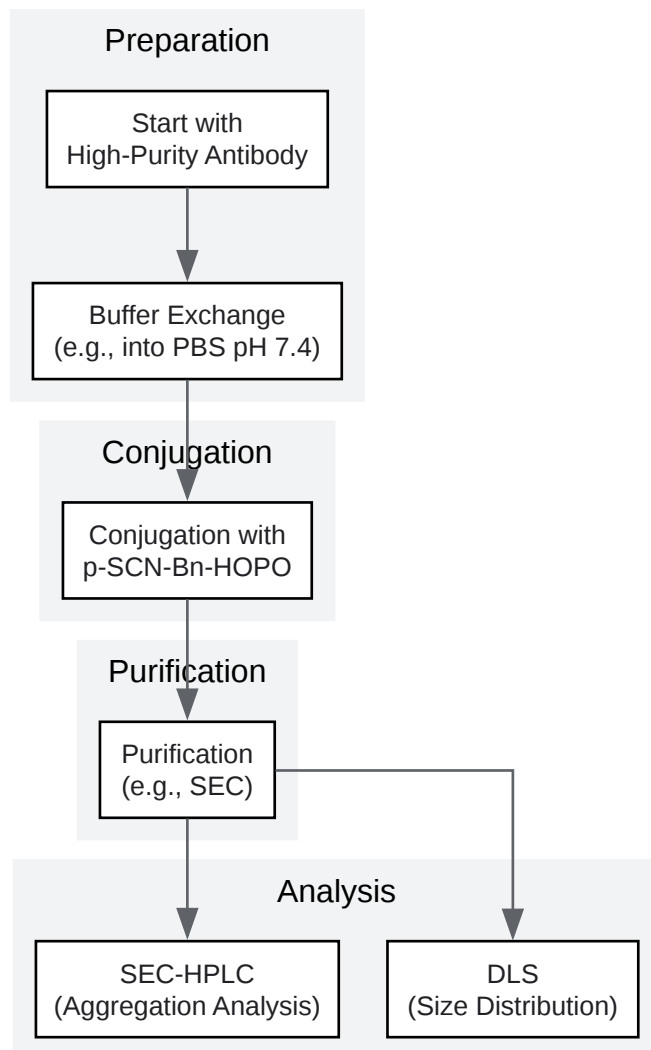 Preparation
Start with
High-Purity Antibody
Buffer Exchange
(e.g., into PBS pH 7.4)
Conjugation
Conjugation with
p-SCN-Bn-HOPO
Purification
Purification
(e.g., SEC)
Analysis
SEC-HPLC
(Aggregation Analysis)
DLS
(Size Distribution)